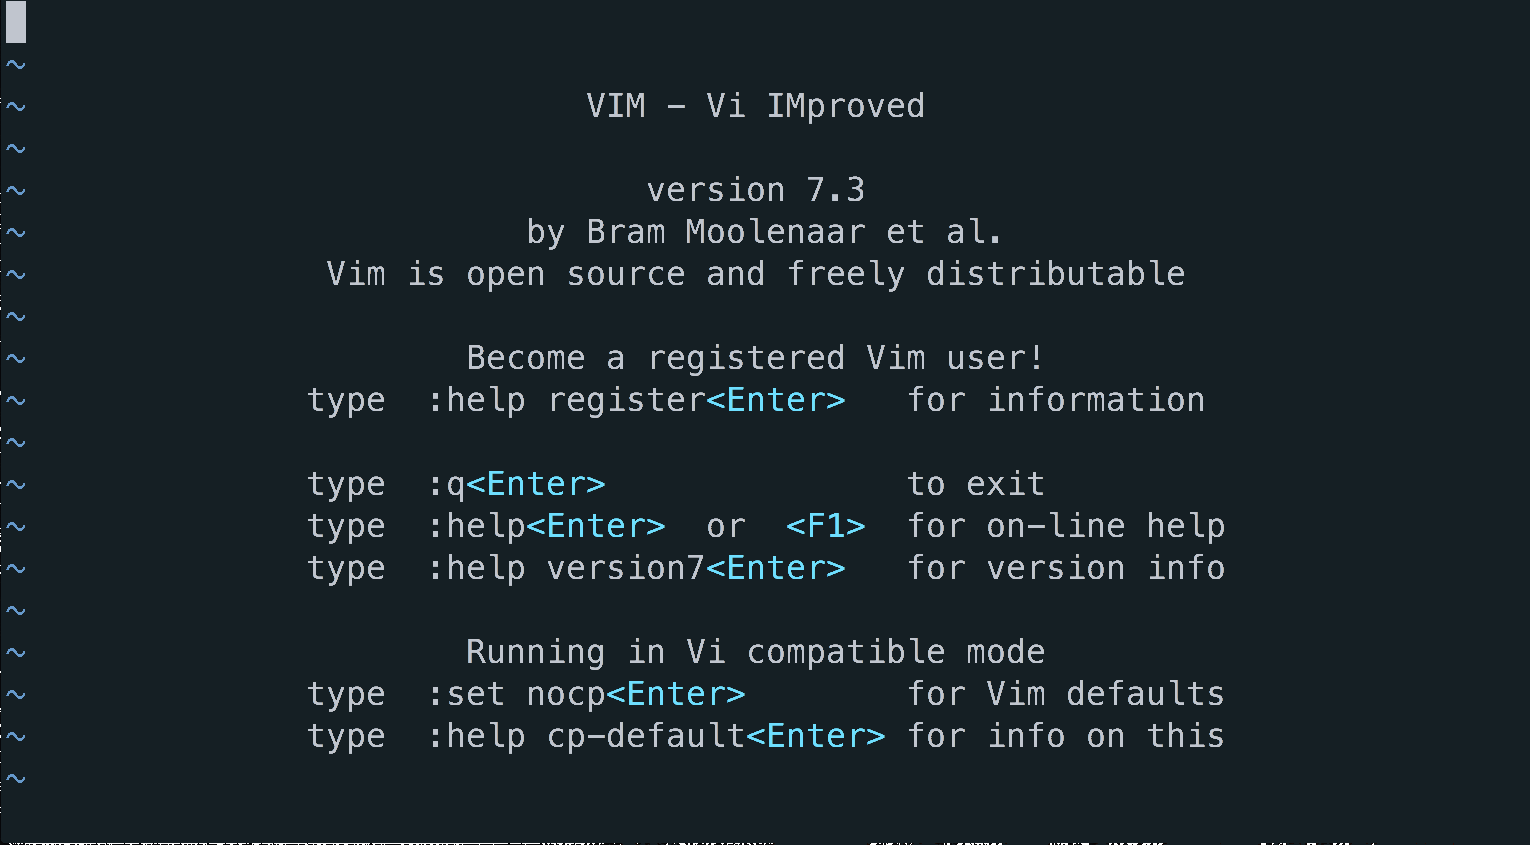 ~
~ VIM - Vi IMproved
~
~ version 7.3
~ by Bram Moolenaar et al.
~ Vim is open source and freely distributable
~
~ Become a registered Vim user!
~ type  :help register<Enter>   for information
~
~ type  :q<Enter>               to exit
~ type  :help<Enter>  or  <F1>  for on-line help
~ type  :help version7<Enter>   for version info
~
~ Running in Vi compatible mode
~ type  :set nocp<Enter>        for Vim defaults
~ type  :help cp-default<Enter> for info on this
~